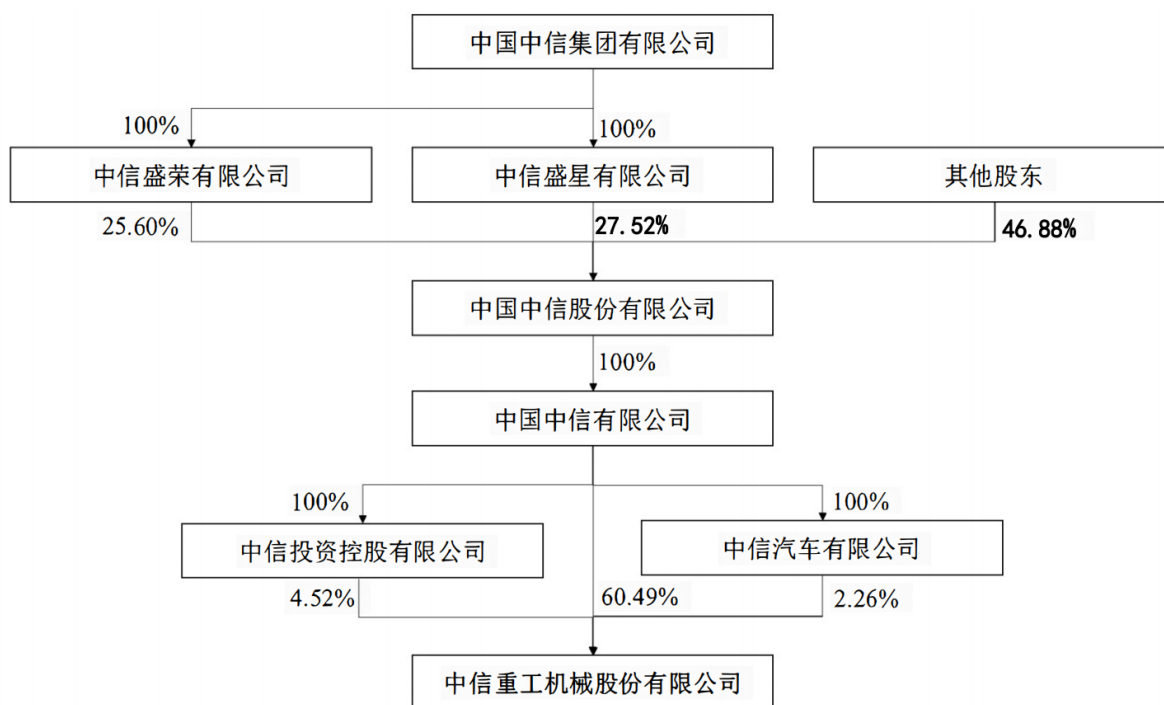 中国中信集团有限公司
100%
100%
中信盛荣有限公司
中信盛星有限公司
其他股东
25.60%
27.52%
46.88%
中国中信股份有限公司
100%
中国中信有限公司
100%
100%
中信投资控股有限公司
中信汽车有限公司
4.52%
60.49%
2.26%
中信重工机械股份有限公司